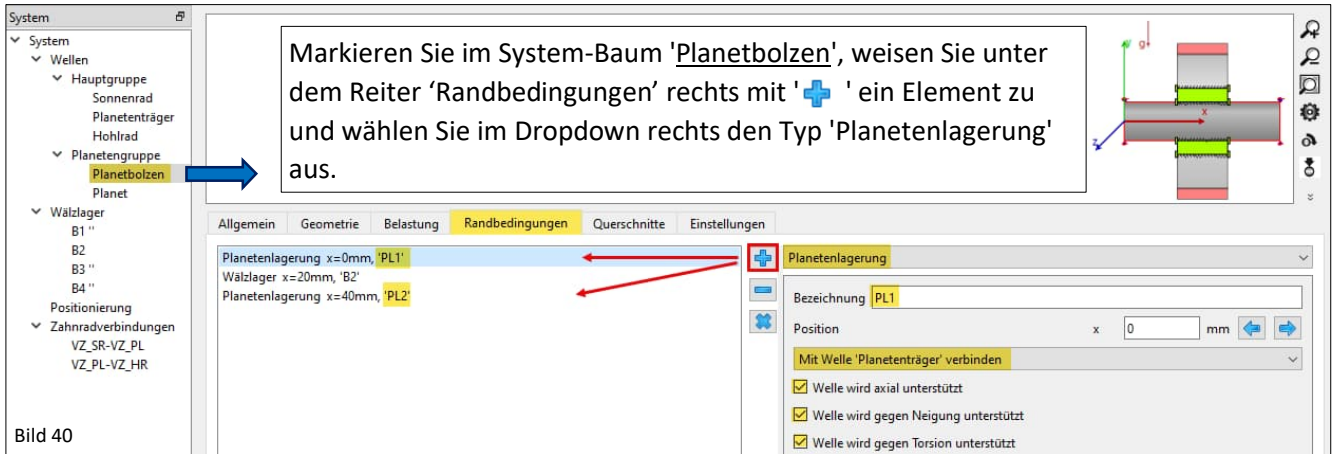 System
System
Wellen
Hauptgruppe
Sonnenrad
Planetenträger
Hohlrad
Planetengruppe
Planetbolzen
Planet
Wälzlager
B1 ''
B2
B3 ''
B4 ''
Positionierung
Zahnradverbindungen
VZ_SR-VZ_PL
VZ_PL-VZ_HR
Bild 40
Markieren Sie im System-Baum 'Planetbolzen', weisen Sie unter
dem Reiter ‘Randbedingungen’ rechts mit ' ' ein Element zu
und wählen Sie im Dropdown rechts den Typ 'Planetenlagerung'
aus.
y g
x
z
Allgemein Geometrie Belastung Randbedingungen Querschnitte Einstellungen
Planetenlagerung x=0mm, 'PL1'
Wälzlager x=20mm, 'B2'
Planetenlagerung x=40mm, 'PL2'
Planetenlagerung
Bezeichnung PL1
Position x 0 mm
Mit Welle 'Planetenträger' verbinden
Welle wird axial unterstützt
Welle wird gegen Neigung unterstützt
Welle wird gegen Torsion unterstützt